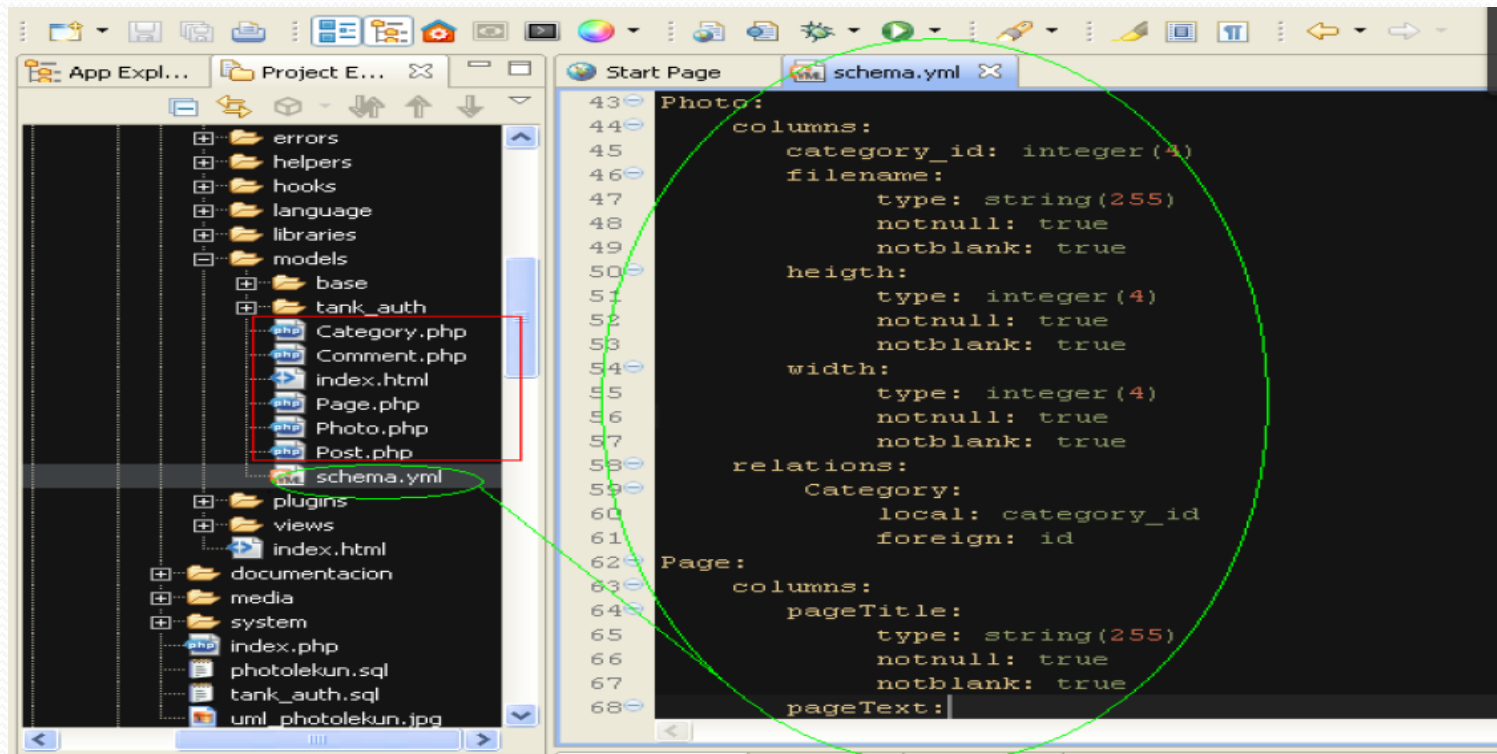 App Expl...
Project E...
errors
helpers
hooks
language
libraries
models
base
tank_auth
Category.php
Comment.php
index.html
Page.php
Photo.php
Post.php
schema.yml
plugins
views
index.html
documentacion
media
system
index.php
photolekun.sql
tank_auth.sql
uml_photolekun.jpg
Start Page
schema.yml
43 Photo:
44 columns:
45 category_id: integer(4)
46 filename:
47 type: string(255)
48 notnull: true
49 notblank: true
50 heigth:
51 type: integer(4)
52 notnull: true
53 notblank: true
54 width:
55 type: integer(4)
56 notnull: true
57 notblank: true
58 relations:
59 Category:
60 local: category_id
61 foreign: id
62 Page:
63 columns:
64 pageTitle:
65 type: string(255)
66 notnull: true
67 notblank: true
68 pageText: